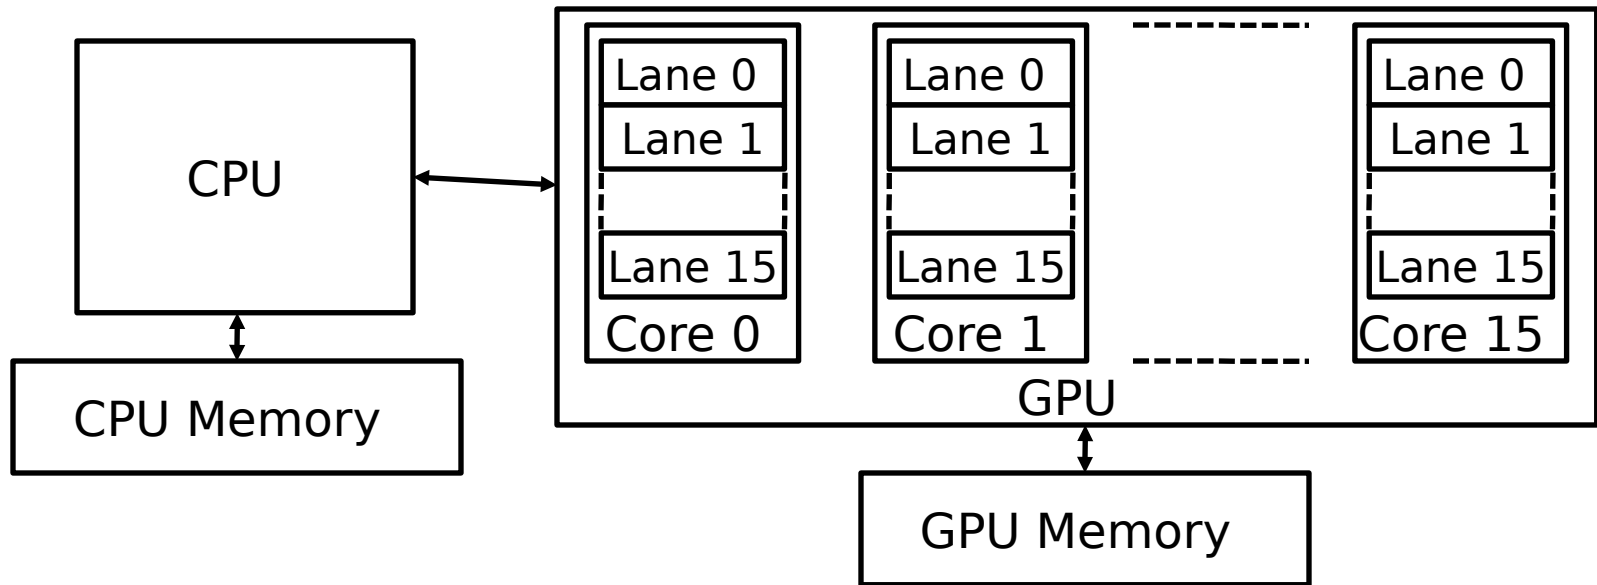 CPU
CPU Memory
Lane 0
Lane 1
Lane 15
Core 0
Lane 0
Lane 1
Lane 15
Core 1
Lane 0
Lane 1
Lane 15
Core 15
GPU
GPU Memory